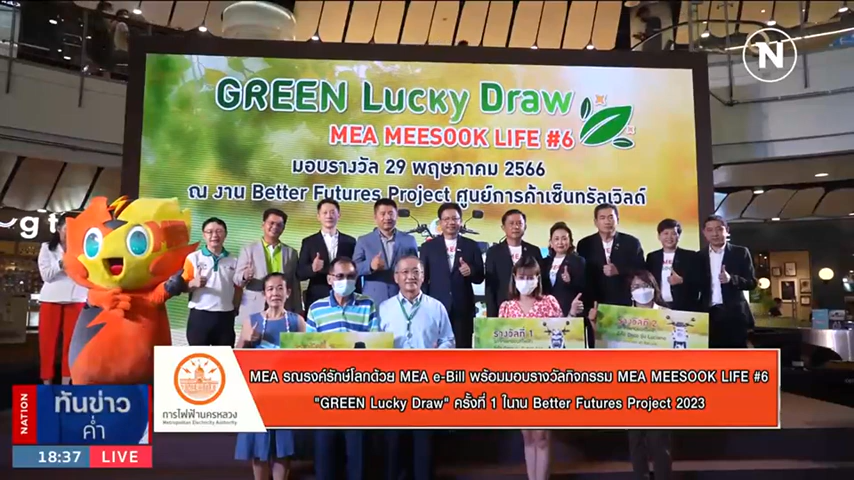 N
GREEN Lucky Draw
MEA MEESOOK LIFE #6
มอบรางวัล 29 พฤษภาคม 2566
ณ งาน Better Futures Project ศูนย์การค้าเซ็นทรัลเวิลด์
รางวัลที่ 1
รางวัลที่ 2
MEA รณรงค์รักษ์โลกด้วย MEA e-Bill พร้อมมอบรางวัลกิจกรรม MEA MEESOOK LIFE #6
"GREEN Lucky Draw" ครั้งที่ 1 ในาน Better Futures Project 2023
การไฟฟ้านครหลวง
Metropolitan Electricity Authority
NATION
ทันข่าว
ค่ำ
18:37 LIVE